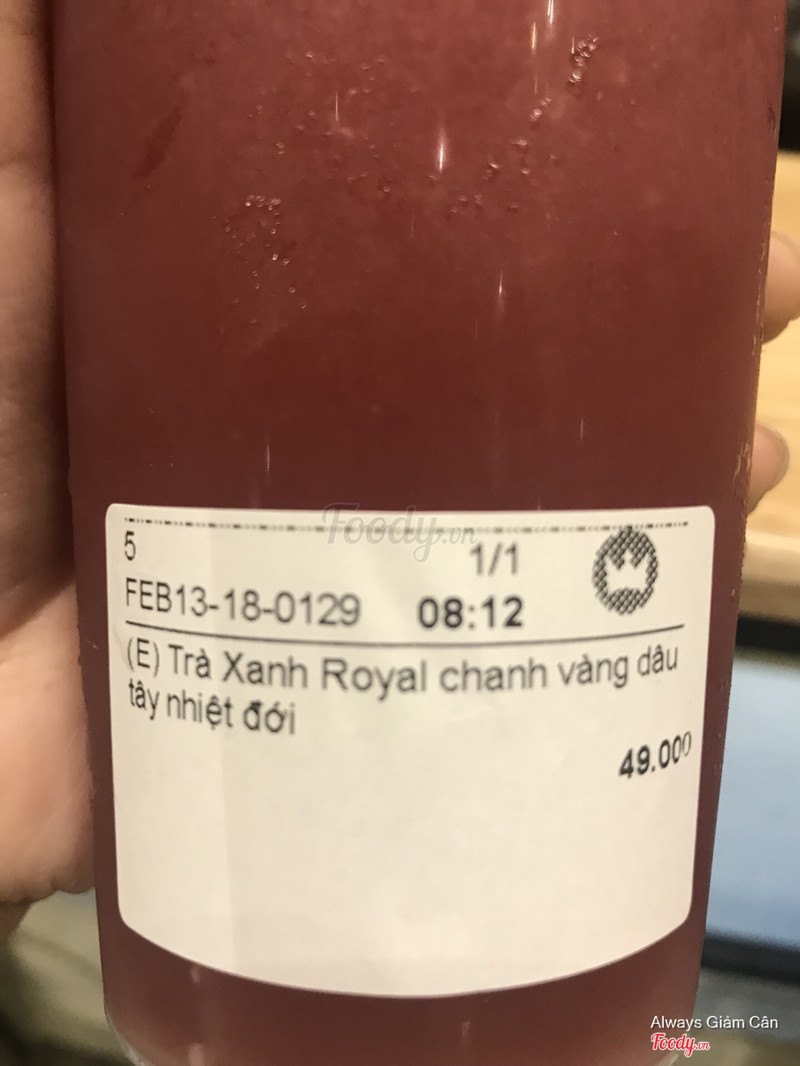 Foody.vn
5 1/1
FEB13-18-0129 08:12
(E) Trà Xanh Royal chanh vàng dâu
tây nhiệt đới
49.000
Always Giảm Cân
Foody.vn